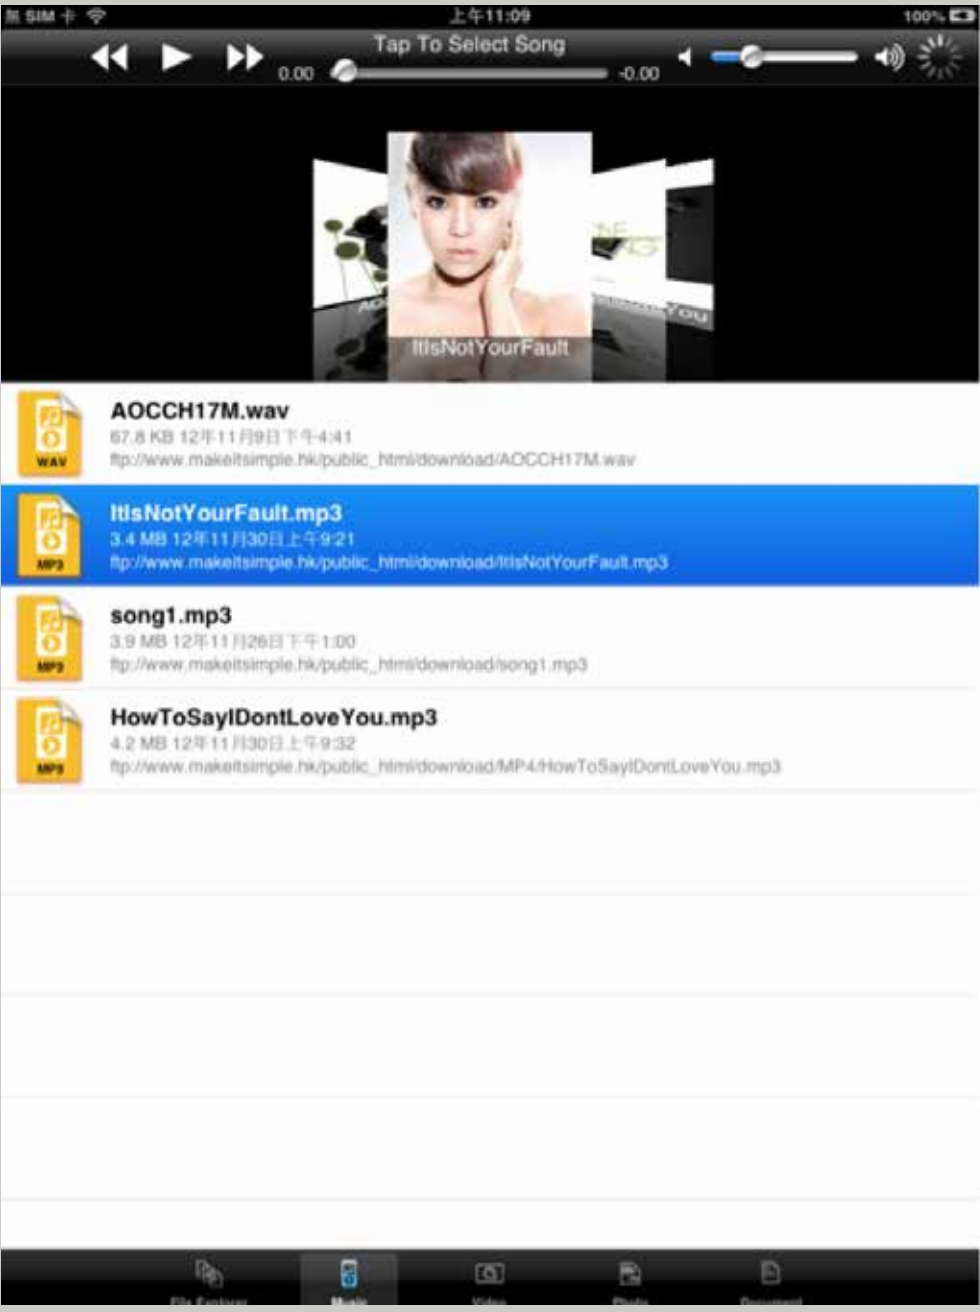 無 SIM 卡
上午11:09
100%
Tap To Select Song
0.00
-0.00
ItIsNotYourFault
AOCCH17M.wav
67.8 KB 12年11月9日下午4:41
ftp://www.makeitsimple.hk/public_html/download/AOCCH17M.wav
WAV
ItIsNotYourFault.mp3
3.4 MB 12年11月30日上午9:21
ftp://www.makeitsimple.hk/public_html/download/ItIsNotYourFault.mp3
MP3
song1.mp3
3.9 MB 12年11月26日下午1:00
ftp://www.makeitsimple.hk/public_html/download/song1.mp3
MP3
HowToSayIDontLoveYou.mp3
4.2 MB 12年11月30日上午9:32
ftp://www.makeitsimple.hk/public_html/download/MP4/HowToSayIDontLoveYou.mp3
MP3
File Explorer
Music
Video
Photo
Document